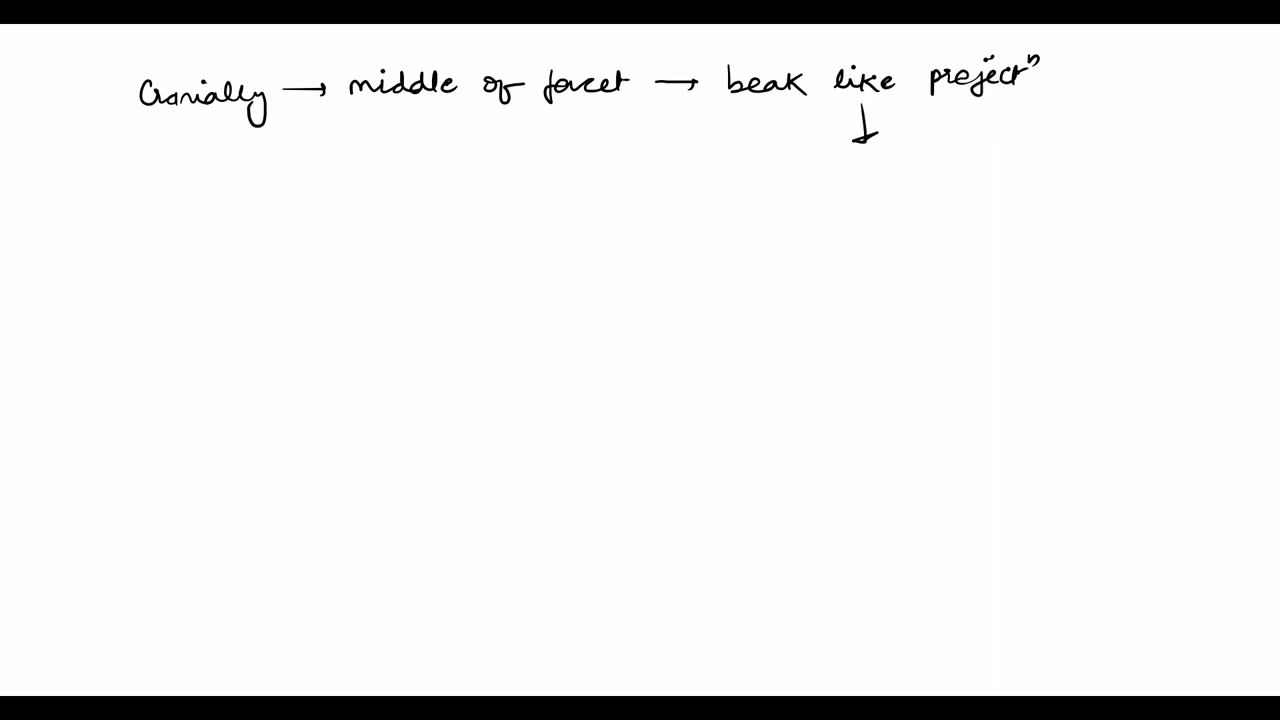 Cranially → middle of facet → beak like projectⁿ
↓